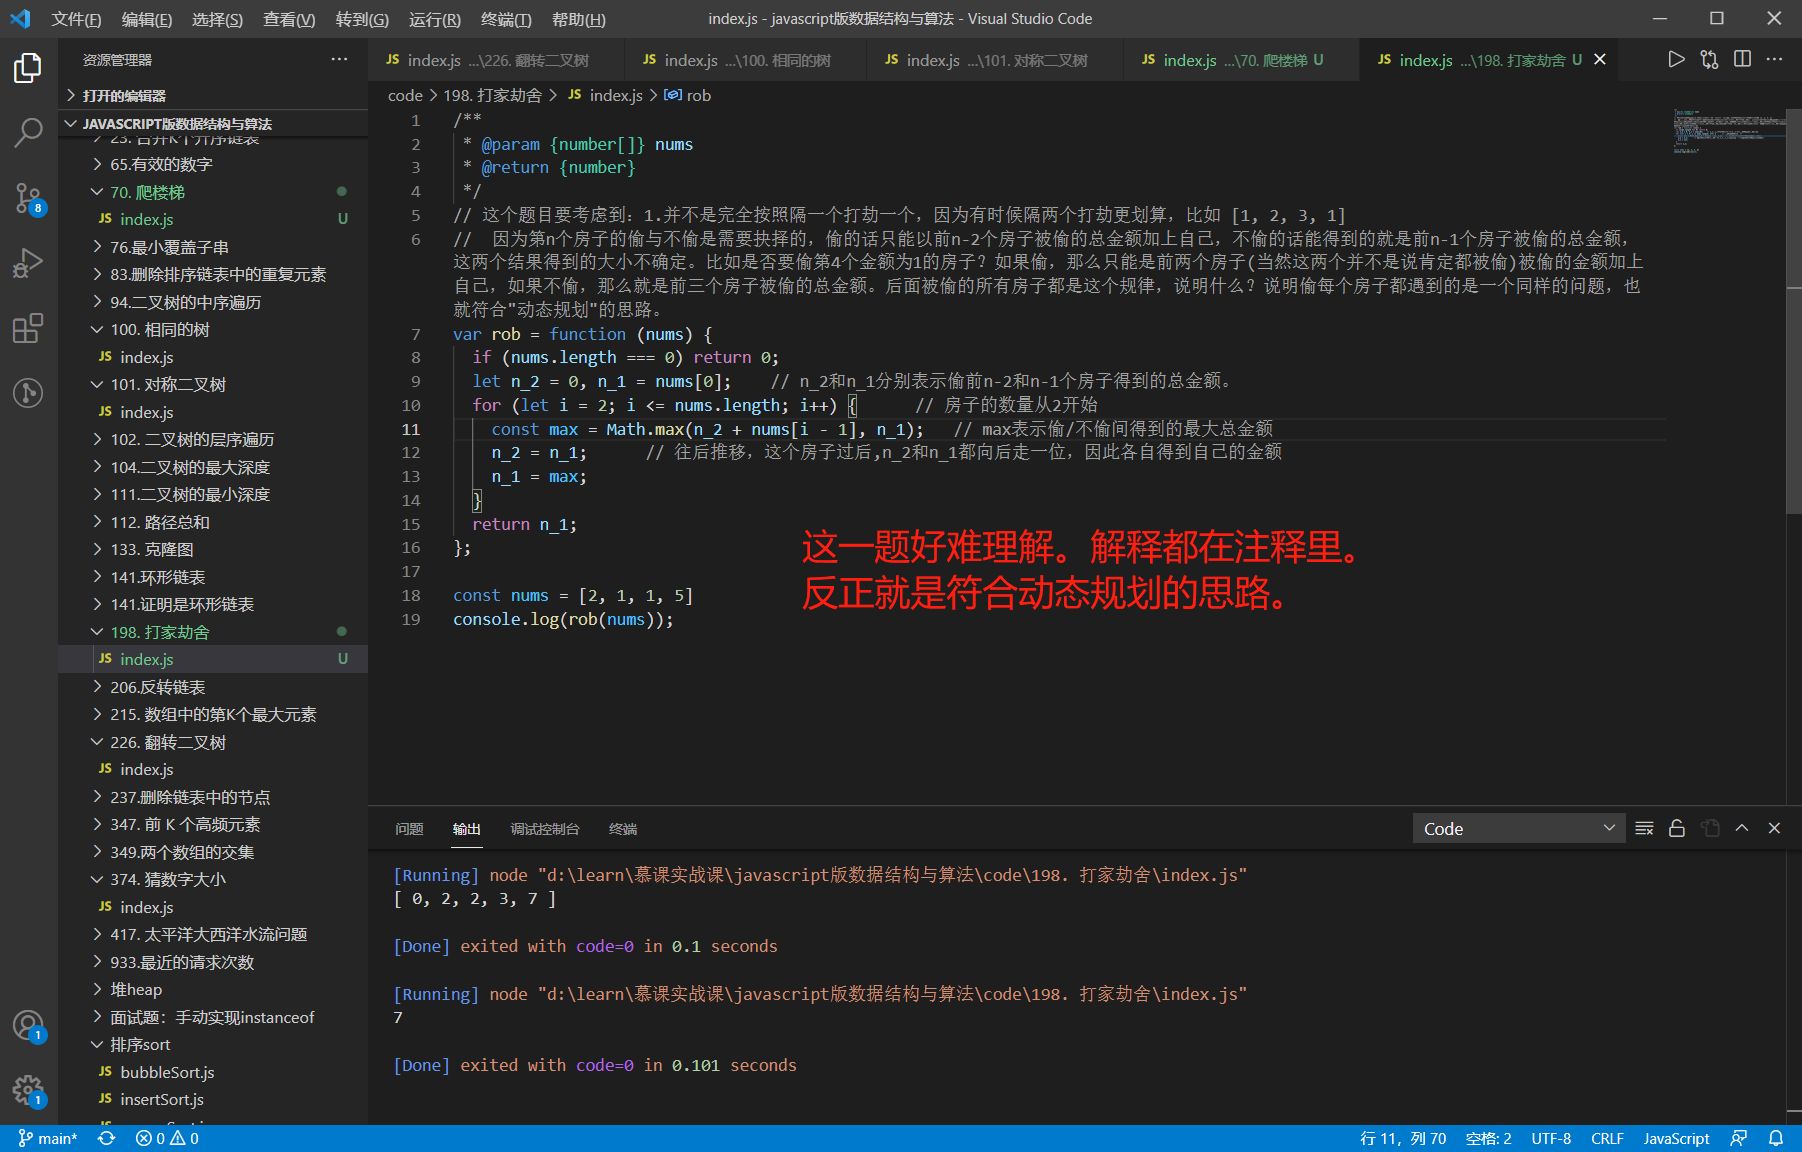 文件(F) 编辑(E) 选择(S) 查看(V) 转到(G) 运行(R) 终端(T) 帮助(H) index.js - javascript版数据结构与算法 - Visual Studio Code
资源管理器
打开的编辑器
JAVASCRIPT版数据结构与算法
23. 合并K个升序链表
65.有效的数字
70. 爬楼梯
JS index.js U
76.最小覆盖子串
83.删除排序链表中的重复元素
94.二叉树的中序遍历
100. 相同的树
JS index.js
101. 对称二叉树
JS index.js
102. 二叉树的层序遍历
104.二叉树的最大深度
111.二叉树的最小深度
112. 路径总和
133. 克隆图
141.环形链表
141.证明是环形链表
198. 打家劫舍
JS index.js U
206.反转链表
215. 数组中的第K个最大元素
226. 翻转二叉树
JS index.js
237.删除链表中的节点
347. 前 K 个高频元素
349.两个数组的交集
374. 猜数字大小
JS index.js
417. 太平洋大西洋水流问题
933.最近的请求次数
堆heap
面试题：手动实现instanceof
排序sort
JS bubbleSort.js
JS insertSort.js
8
1
1
JS index.js ...\226. 翻转二叉树 JS index.js ...\100. 相同的树 JS index.js ...\101. 对称二叉树 JS index.js ...\70. 爬楼梯 U JS index.js ...\198. 打家劫舍 U
code > 198. 打家劫舍 > JS index.js > rob
1 /**
2 * @param {number[]} nums
3 * @return {number}
4 */
5 // 这个题目要考虑到：1.并不是完全按照隔一个打劫一个，因为有时候隔两个打劫更划算，比如 [1, 2, 3, 1]
6 //  因为第n个房子的偷与不偷是需要抉择的，偷的话只能以前n-2个房子被偷的总金额加上自己，不偷的话能得到的就是前n-1个房子被偷的总金额，
这两个结果得到的大小不确定。比如是否要偷第4个金额为1的房子？如果偷，那么只能是前两个房子(当然这两个并不是说肯定都被偷)被偷的金额加上
自己，如果不偷，那么就是前三个房子被偷的总金额。后面被偷的所有房子都是这个规律，说明什么？说明偷每个房子都遇到的是一个同样的问题，也
就符合"动态规划"的思路。
7 var rob = function (nums) {
8 if (nums.length === 0) return 0;
9 let n_2 = 0, n_1 = nums[0];    // n_2和n_1分别表示偷前n-2和n-1个房子得到的总金额。
10 for (let i = 2; i <= nums.length; i++) {      // 房子的数量从2开始
11 const max = Math.max(n_2 + nums[i - 1], n_1);   // max表示偷/不偷间得到的最大总金额
12 n_2 = n_1;      // 往后推移，这个房子过后,n_2和n_1都向后走一位，因此各自得到自己的金额
13 n_1 = max;
14 }
15 return n_1;
16 };
17
18 const nums = [2, 1, 1, 5]
19 console.log(rob(nums));
这一题好难理解。解释都在注释里。
反正就是符合动态规划的思路。
问题 输出 调试控制台 终端 Code
[Running] node "d:\learn\慕课实战课\javascript版数据结构与算法\code\198. 打家劫舍\index.js"
[ 0, 2, 2, 3, 7 ]
[Done] exited with code=0 in 0.1 seconds
[Running] node "d:\learn\慕课实战课\javascript版数据结构与算法\code\198. 打家劫舍\index.js"
7
[Done] exited with code=0 in 0.101 seconds
main* 0 0 行 11，列 70 空格: 2 UTF-8 CRLF JavaScript